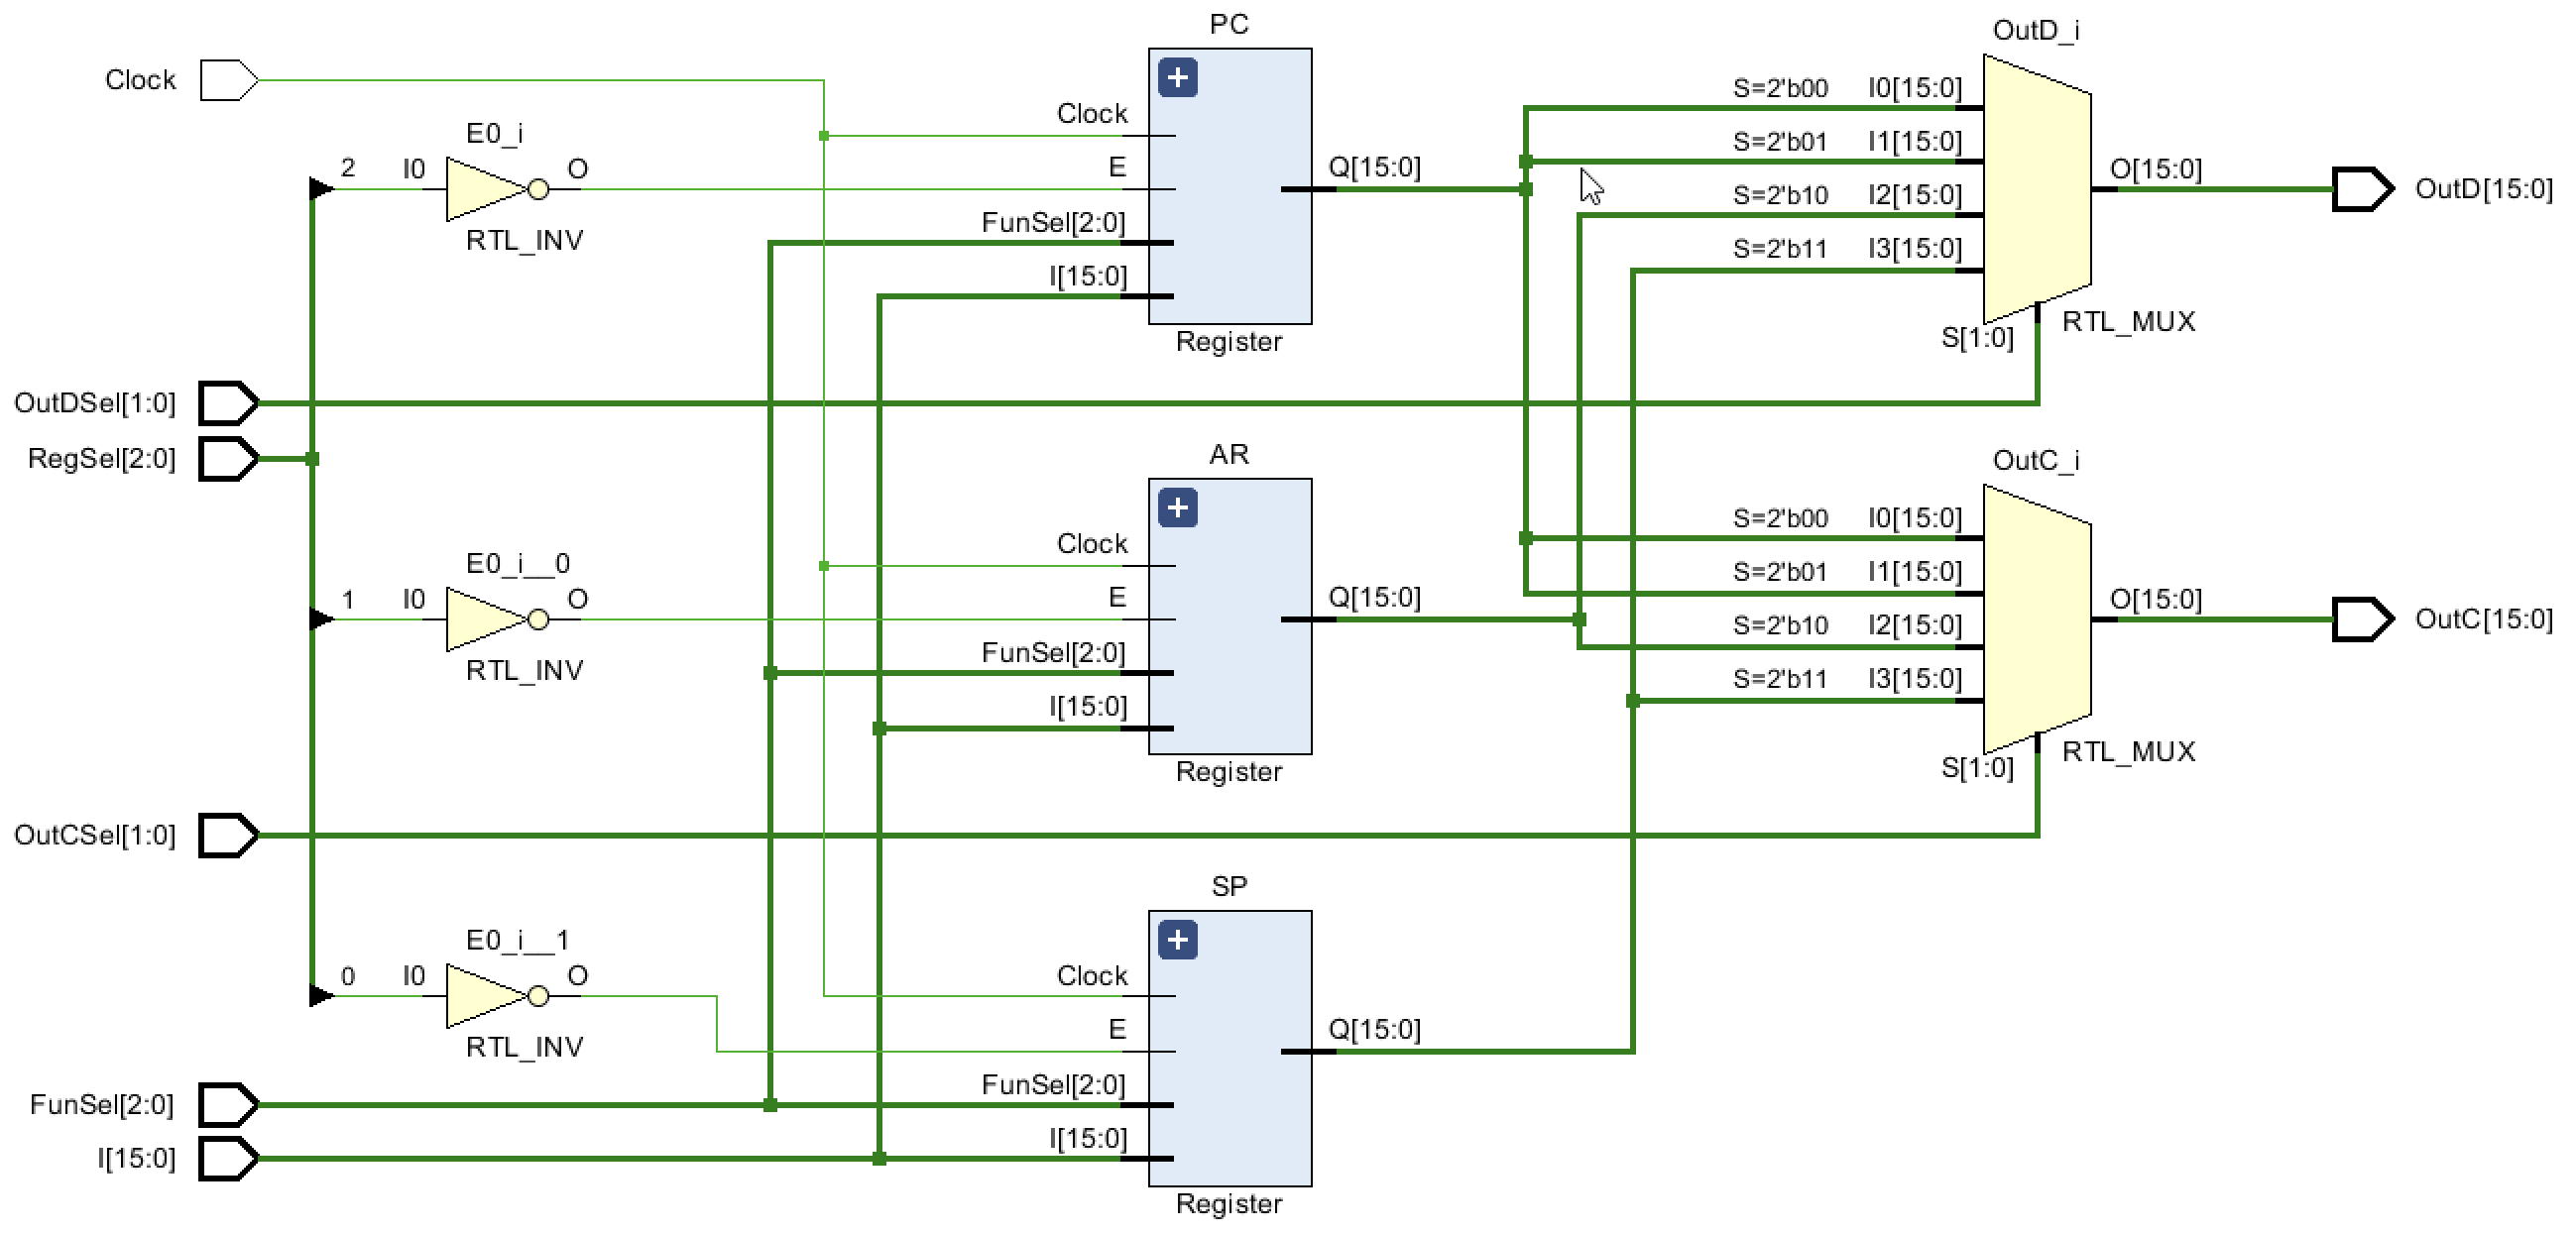 PC
OutD_i
Clock
S=2'b00 I0[15:0]
E0_i
Clock
S=2'b01 I1[15:0]
2 I0 O
E
Q[15:0]
O[15:0]
S=2'b10 I2[15:0]
OutD[15:0]
RTL_INV
FunSel[2:0]
S=2'b11 I3[15:0]
I[15:0]
Register
S[1:0]
RTL_MUX
OutDSel[1:0]
RegSel[2:0]
AR
OutC_i
S=2'b00 I0[15:0]
E0_i__0
Clock
S=2'b01 I1[15:0]
1 I0 O
E
Q[15:0]
O[15:0]
OutC[15:0]
S=2'b10 I2[15:0]
RTL_INV
FunSel[2:0]
S=2'b11 I3[15:0]
I[15:0]
Register
S[1:0]
RTL_MUX
OutCSel[1:0]
SP
E0_i__1
0 I0 O
Clock
RTL_INV
E
Q[15:0]
FunSel[2:0]
FunSel[2:0]
I[15:0]
I[15:0]
Register